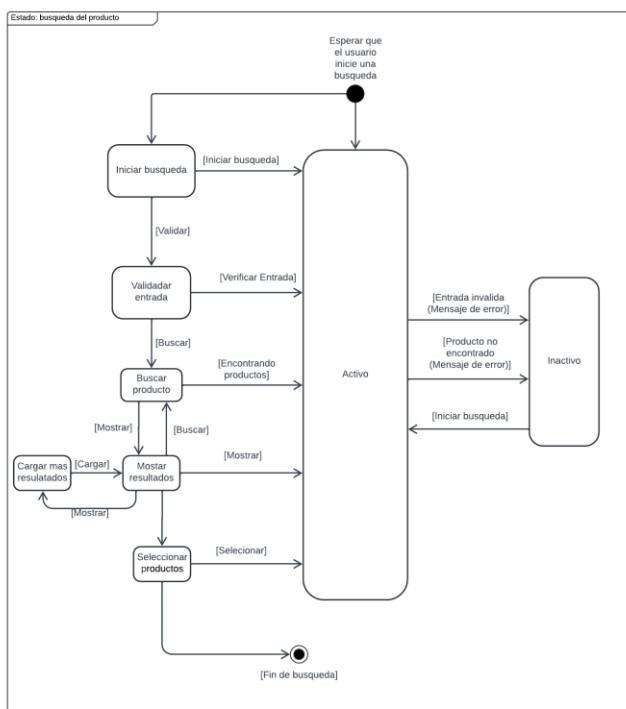 Estado: busqueda del producto
Esperar que
el usuario
inicie una
busqueda
Iniciar busqueda
[Iniciar busqueda]
[Validar]
Validadar
entrada
[Verificar Entrada]
[Buscar]
Buscar
producto
[Encontrando
productos]
[Mostrar]
[Buscar]
Cargar mas
resulatados
[Cargar]
Mostar
resultados
[Mostrar]
[Mostrar]
Seleccionar
productos
[Selecionar]
[Fin de busqueda]
Activo
[Entrada invalida
(Mensaje de error)]
[Producto no
encontrado
(Mensaje de error)]
[Iniciar busqueda]
Inactivo